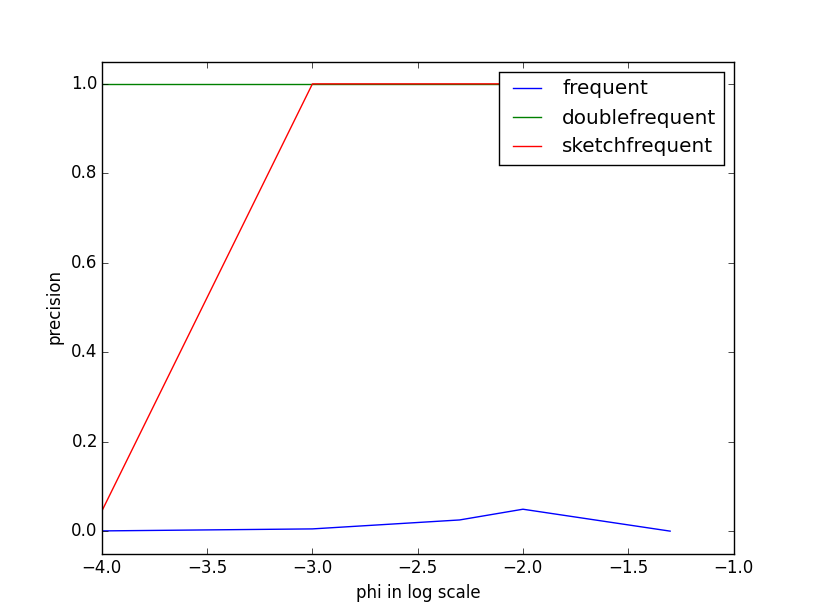 1.0
0.8
0.6
0.4
0.2
0.0
precision
frequent
doublefrequent
sketchfrequent
−4.0 −3.5 −3.0 −2.5 −2.0 −1.5 −1.0
phi in log scale